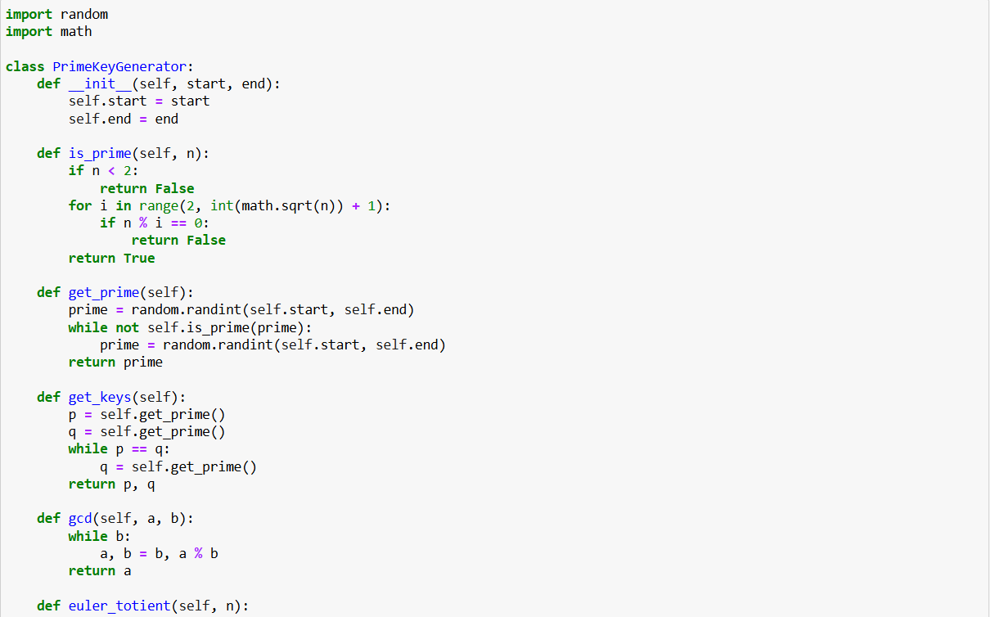 import random
import math

class PrimeKeyGenerator:
    def __init__(self, start, end):
        self.start = start
        self.end = end

    def is_prime(self, n):
        if n < 2:
            return False
        for i in range(2, int(math.sqrt(n)) + 1):
            if n % i == 0:
                return False
        return True

    def get_prime(self):
        prime = random.randint(self.start, self.end)
        while not self.is_prime(prime):
            prime = random.randint(self.start, self.end)
        return prime

    def get_keys(self):
        p = self.get_prime()
        q = self.get_prime()
        while p == q:
            q = self.get_prime()
        return p, q

    def gcd(self, a, b):
        while b:
            a, b = b, a % b
        return a

    def euler_totient(self, n):